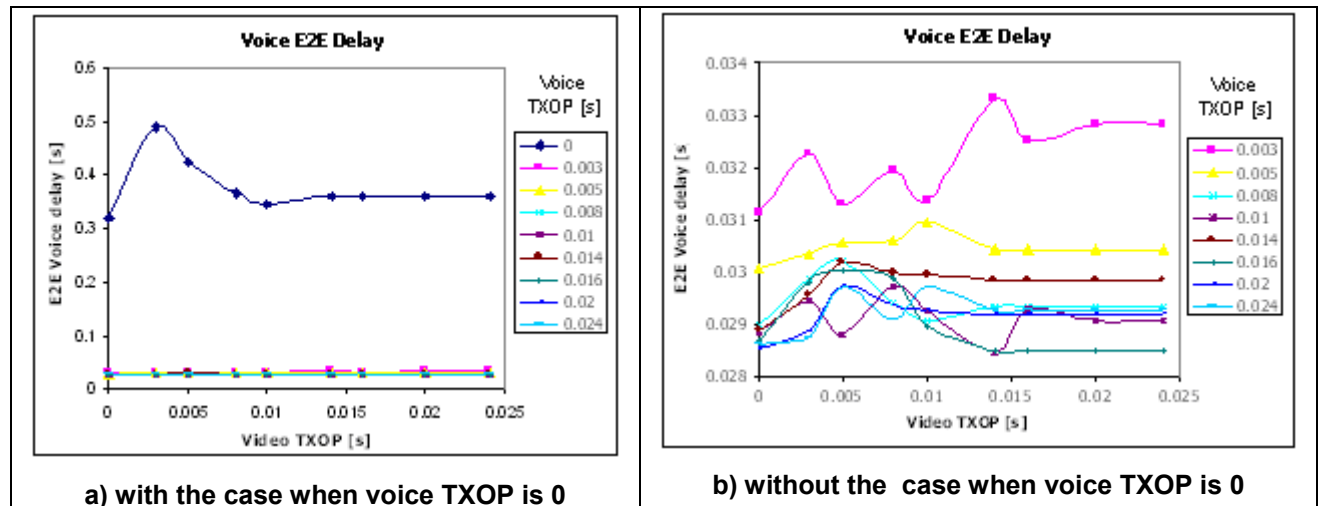 Voice E2E Delay
0.6
0.5
0.4
0.3
0.2
0.1
0
E2E Voice delay [s]
0 0.005 0.01 0.015 0.02 0.025
Video TXOP [s]
Voice
TXOP [s]
0
0.003
0.005
0.008
0.01
0.014
0.016
0.02
0.024
a) with the case when voice TXOP is 0
Voice E2E Delay
0.034
0.033
0.032
0.031
0.03
0.029
0.028
E2E Voice delay [s
0 0.005 0.01 0.015 0.02 0.025
Video TXOP [s]
Voice
TXOP [s]
0.003
0.005
0.008
0.01
0.014
0.016
0.02
0.024
b) without the case when voice TXOP is 0